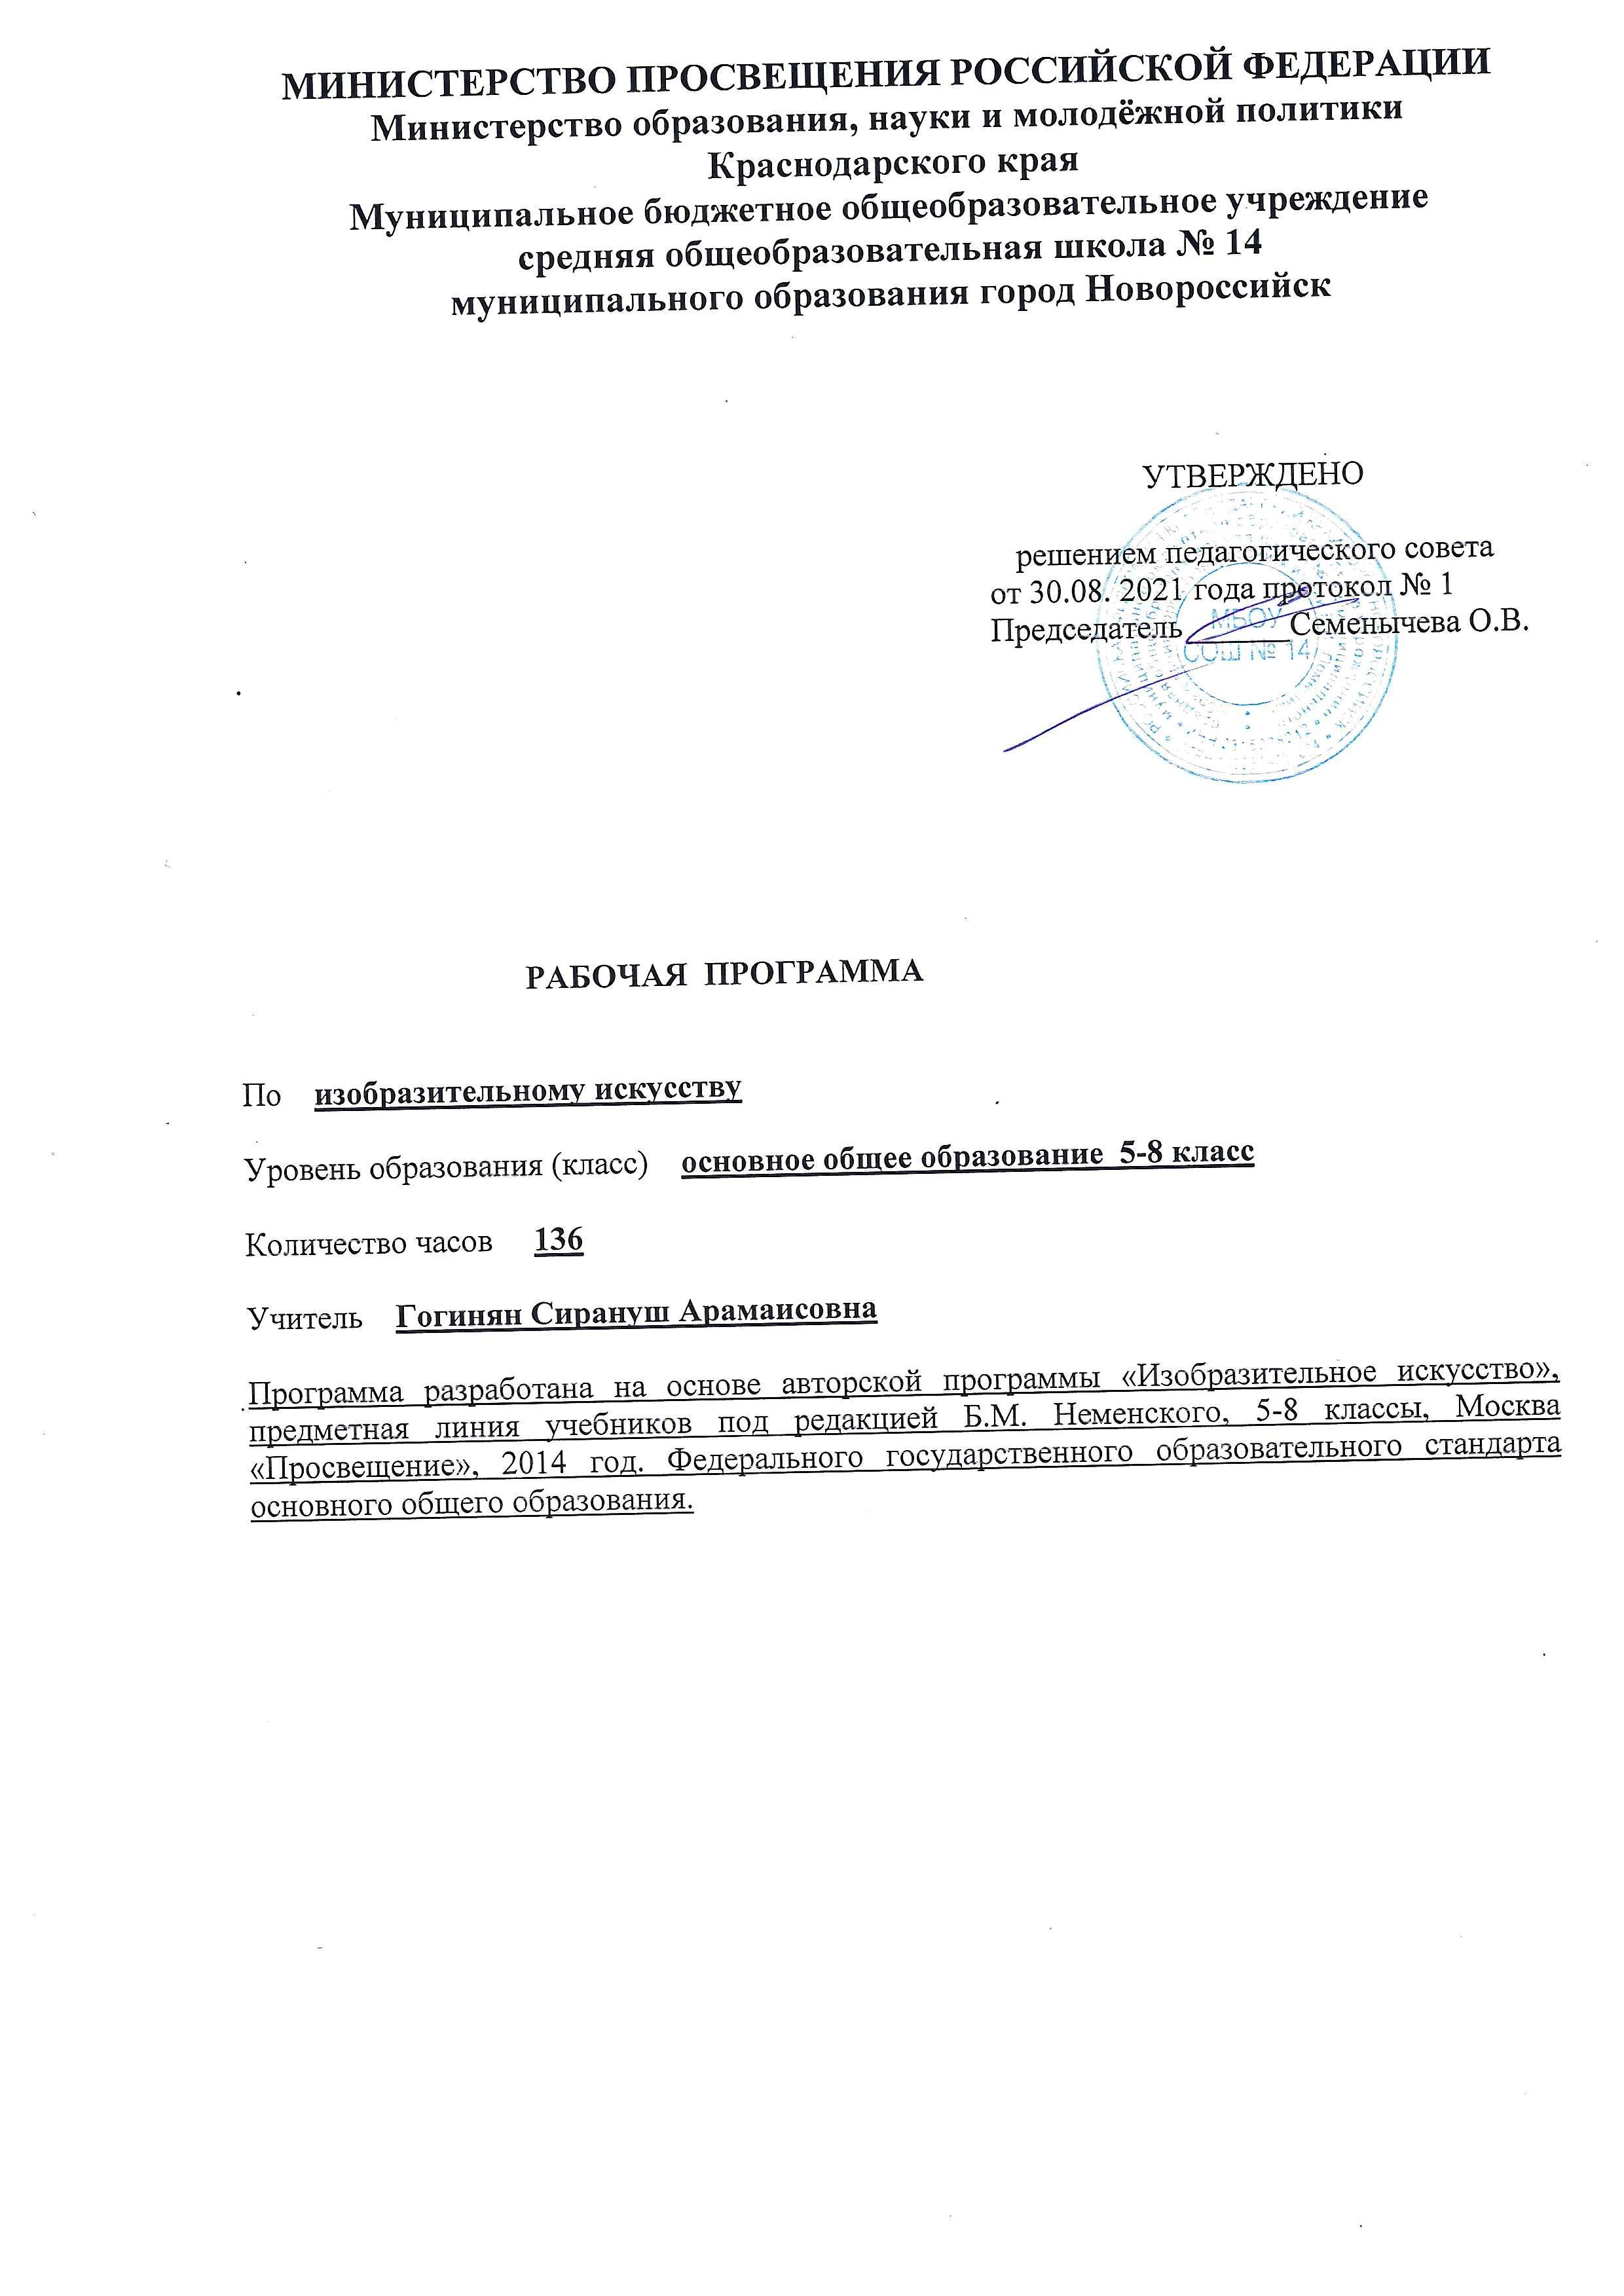 МИНИСТЕРСТВО ПРОСВЕЩЕНИЯ РОССИЙСКОЙ ФЕДЕРАЦИИ
Министерство образования, науки и молодёжной политики
Краснодарского края
Муниципальное бюджетное общеобразовательное учреждение
средняя общеобразовательная школа № 14
муниципального образования город Новороссийск
УТВЕРЖДЕНО
решением педагогического совета
от 30.08. 2021 года протокол № 1
Председатель Семенычева О.В.
МБОУ
СОШ № 14
РАБОЧАЯ ПРОГРАММА
По изобразительному искусству
Уровень образования (класс) основное общее образование 5-8 класс
Количество часов 136
Учитель Гогинян Сирануш Арамаисовна
Программа разработана на основе авторской программы «Изобразительное искусство»,
предметная линия учебников под редакцией Б.М. Неменского, 5-8 классы, Москва
«Просвещение», 2014 год. Федерального государственного образовательного стандарта
основного общего образования.